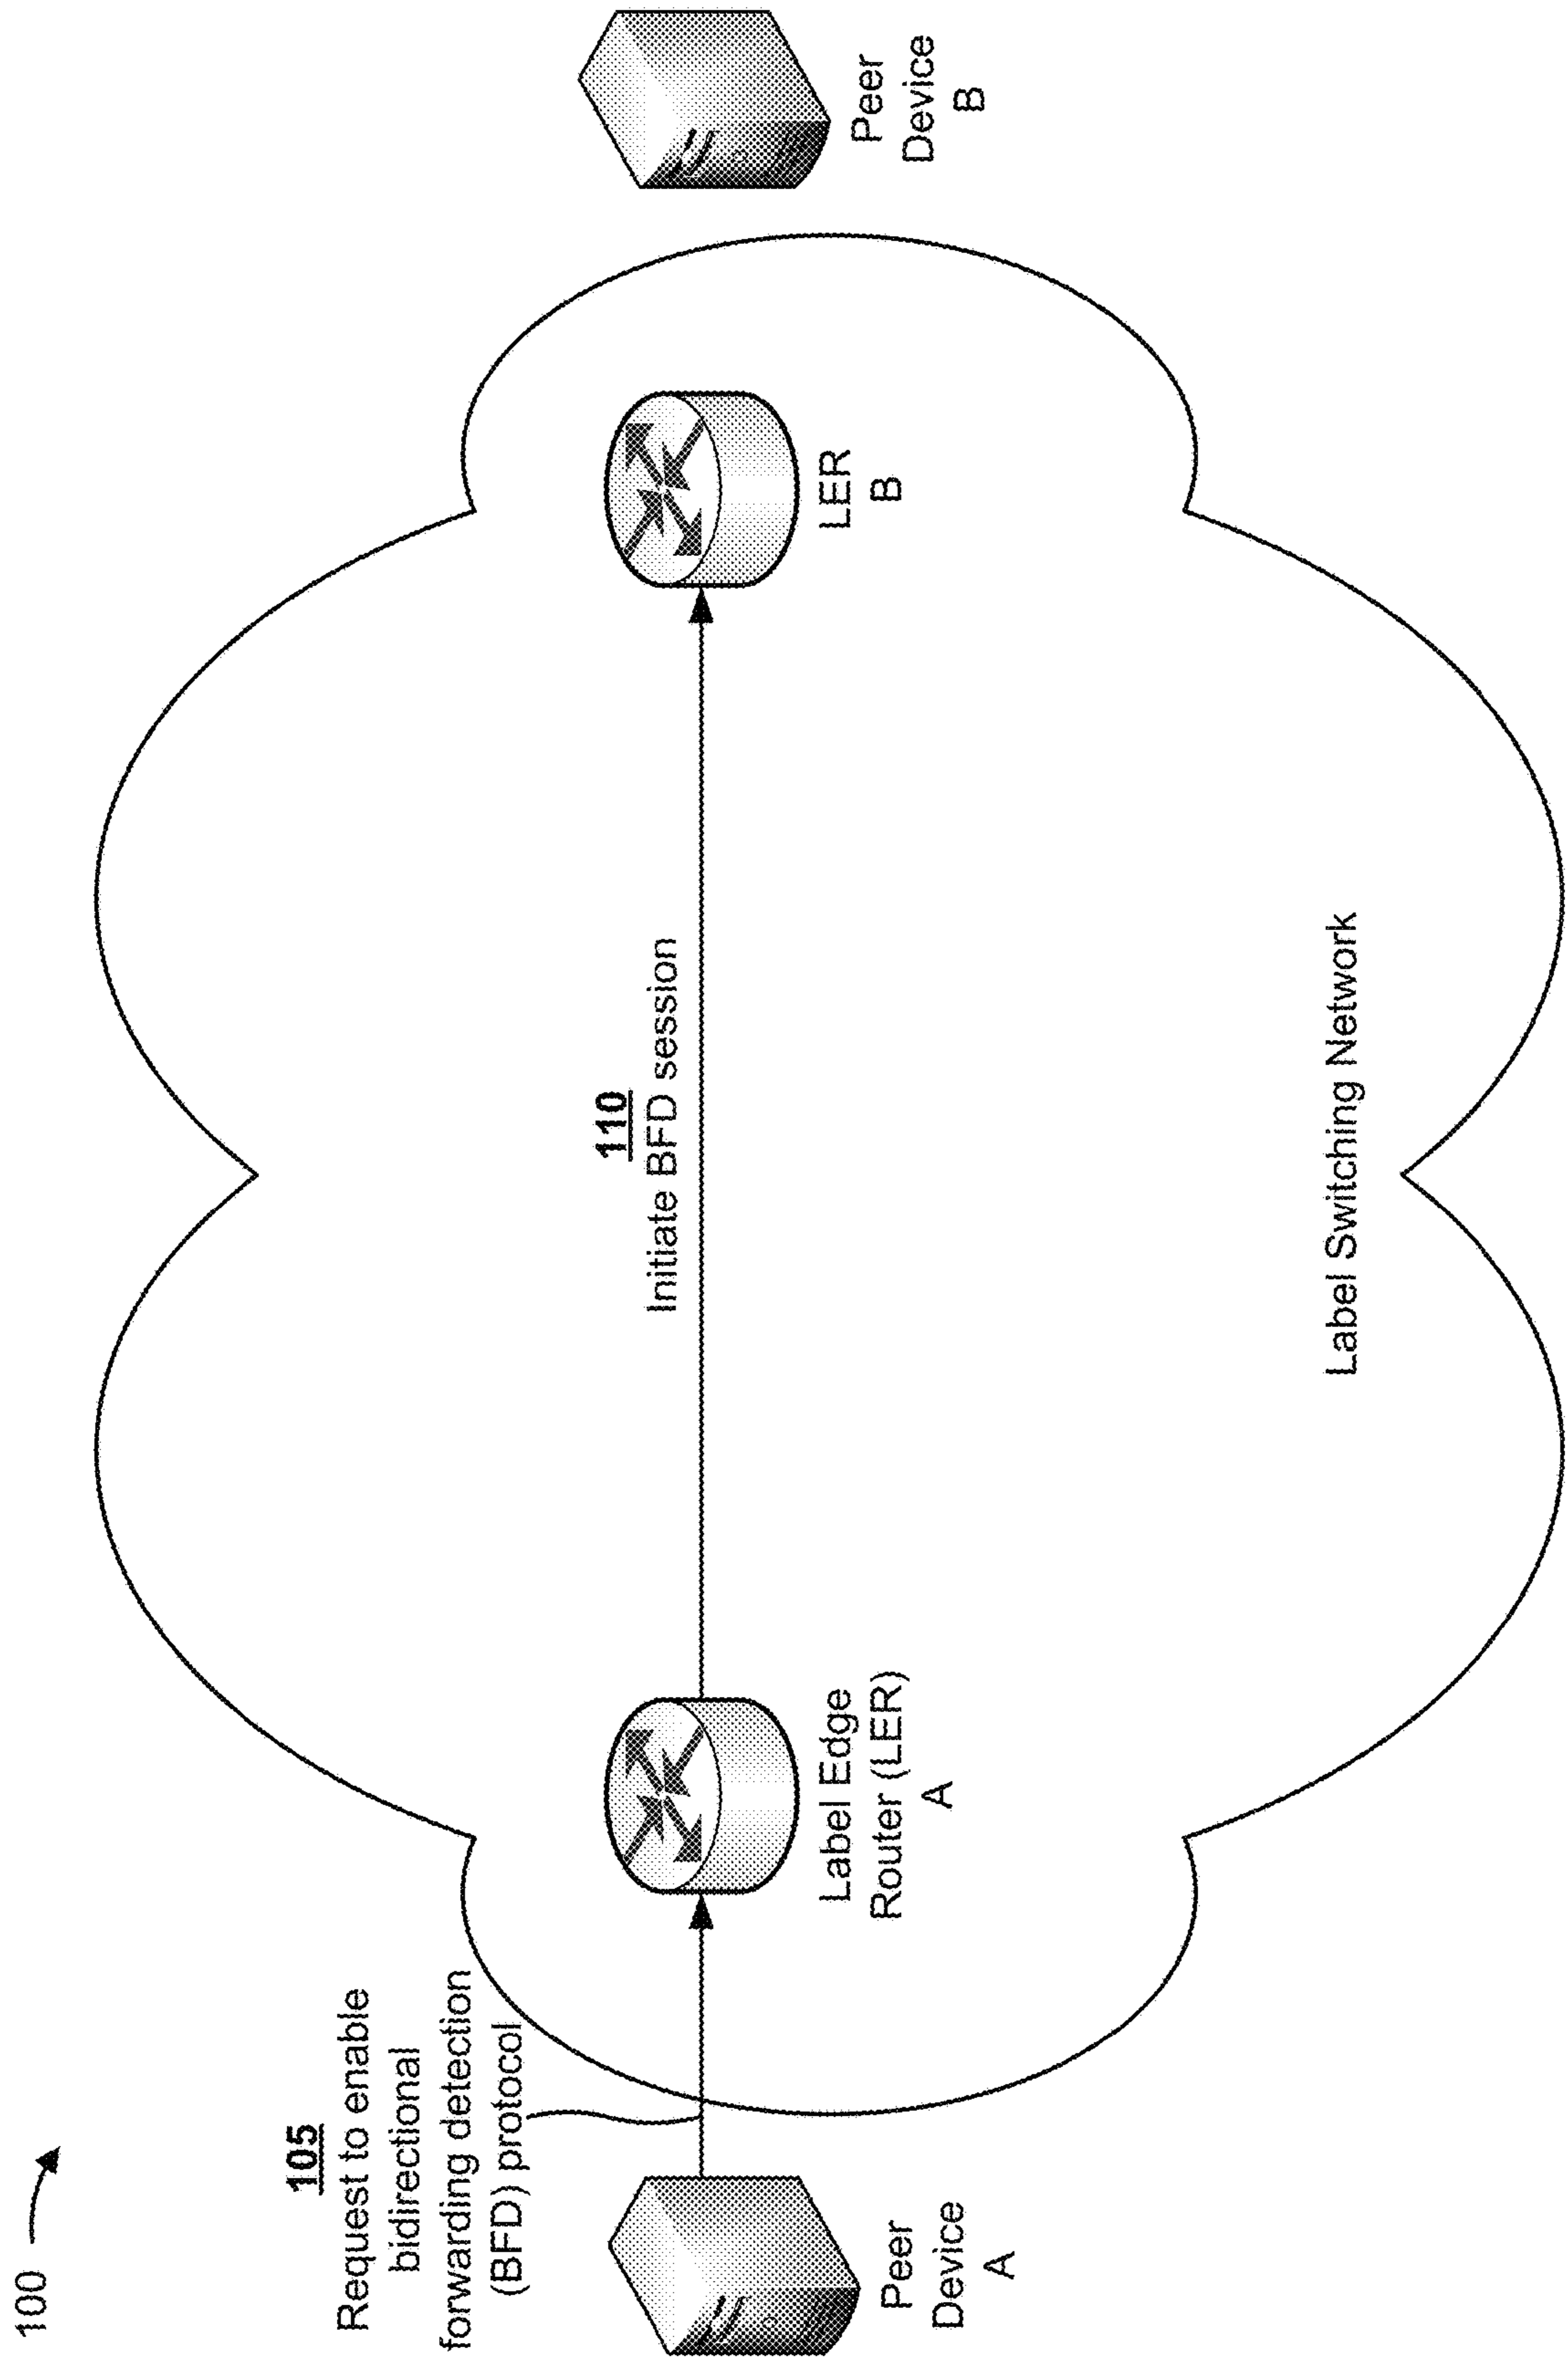 100
105
Request to enable
bidirectional
forwarding detection
(BFD) protocol
Peer
Device
A
Label Edge
Router (LER)
A
110
Initiate BFD session
LER
B
Peer
Device
B
Label Switching Network